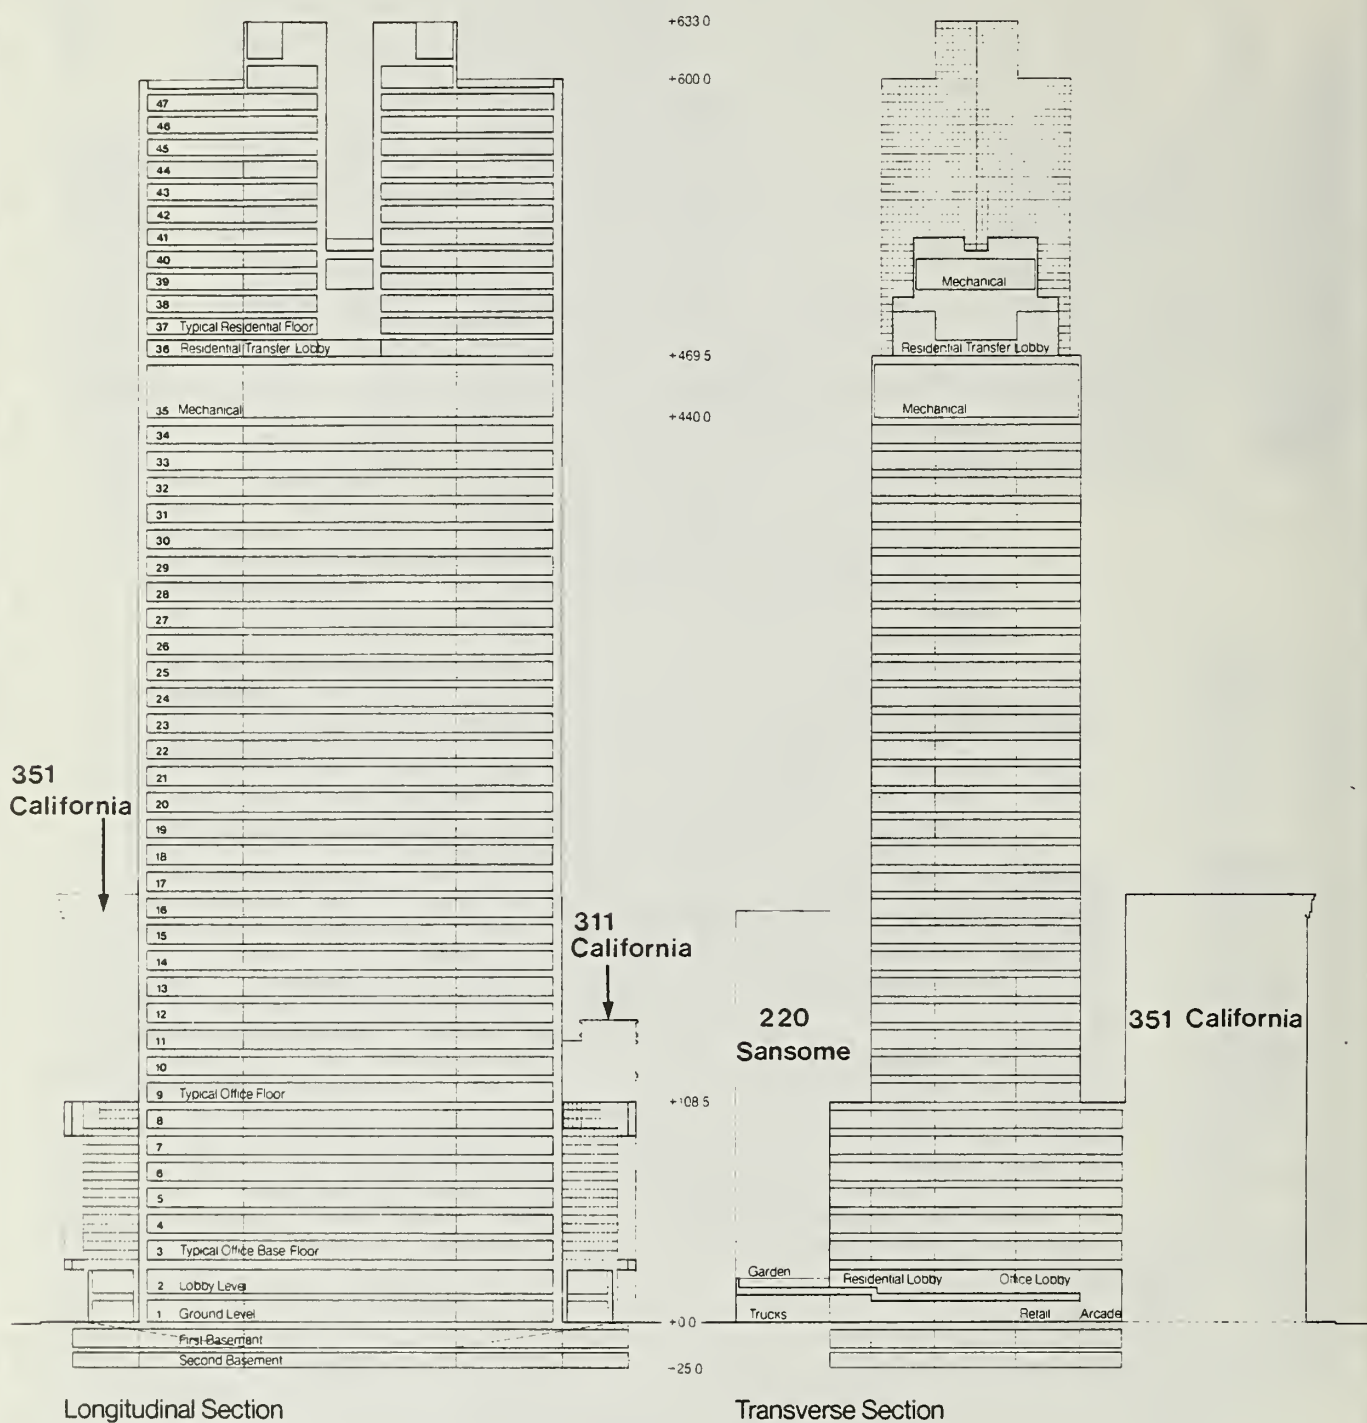 +633 0
+600 0
47
46
45
44
43
42
41
40
39
38
37 Typical Residential Floor
36 Residential Transfer Lobby
+469 5
35 Mechanical
+440 0
34
33
32
31
30
29
28
27
26
25
24
23
22
21
20
19
18
17
16
15
14
13
12
11
10
9 Typical Office Floor
+108 5
8
7
6
5
4
3 Typical Office Base Floor
2 Lobby Level
1 Ground Level
+0 0
First Basement
Second Basement
-25 0
351
California
311
California
Longitudinal Section
Mechanical
Residential Transfer Lobby
Mechanical
220
Sansome
351 California
Garden
Residential Lobby
Office Lobby
Trucks
Retail
Arcade
Transverse Section